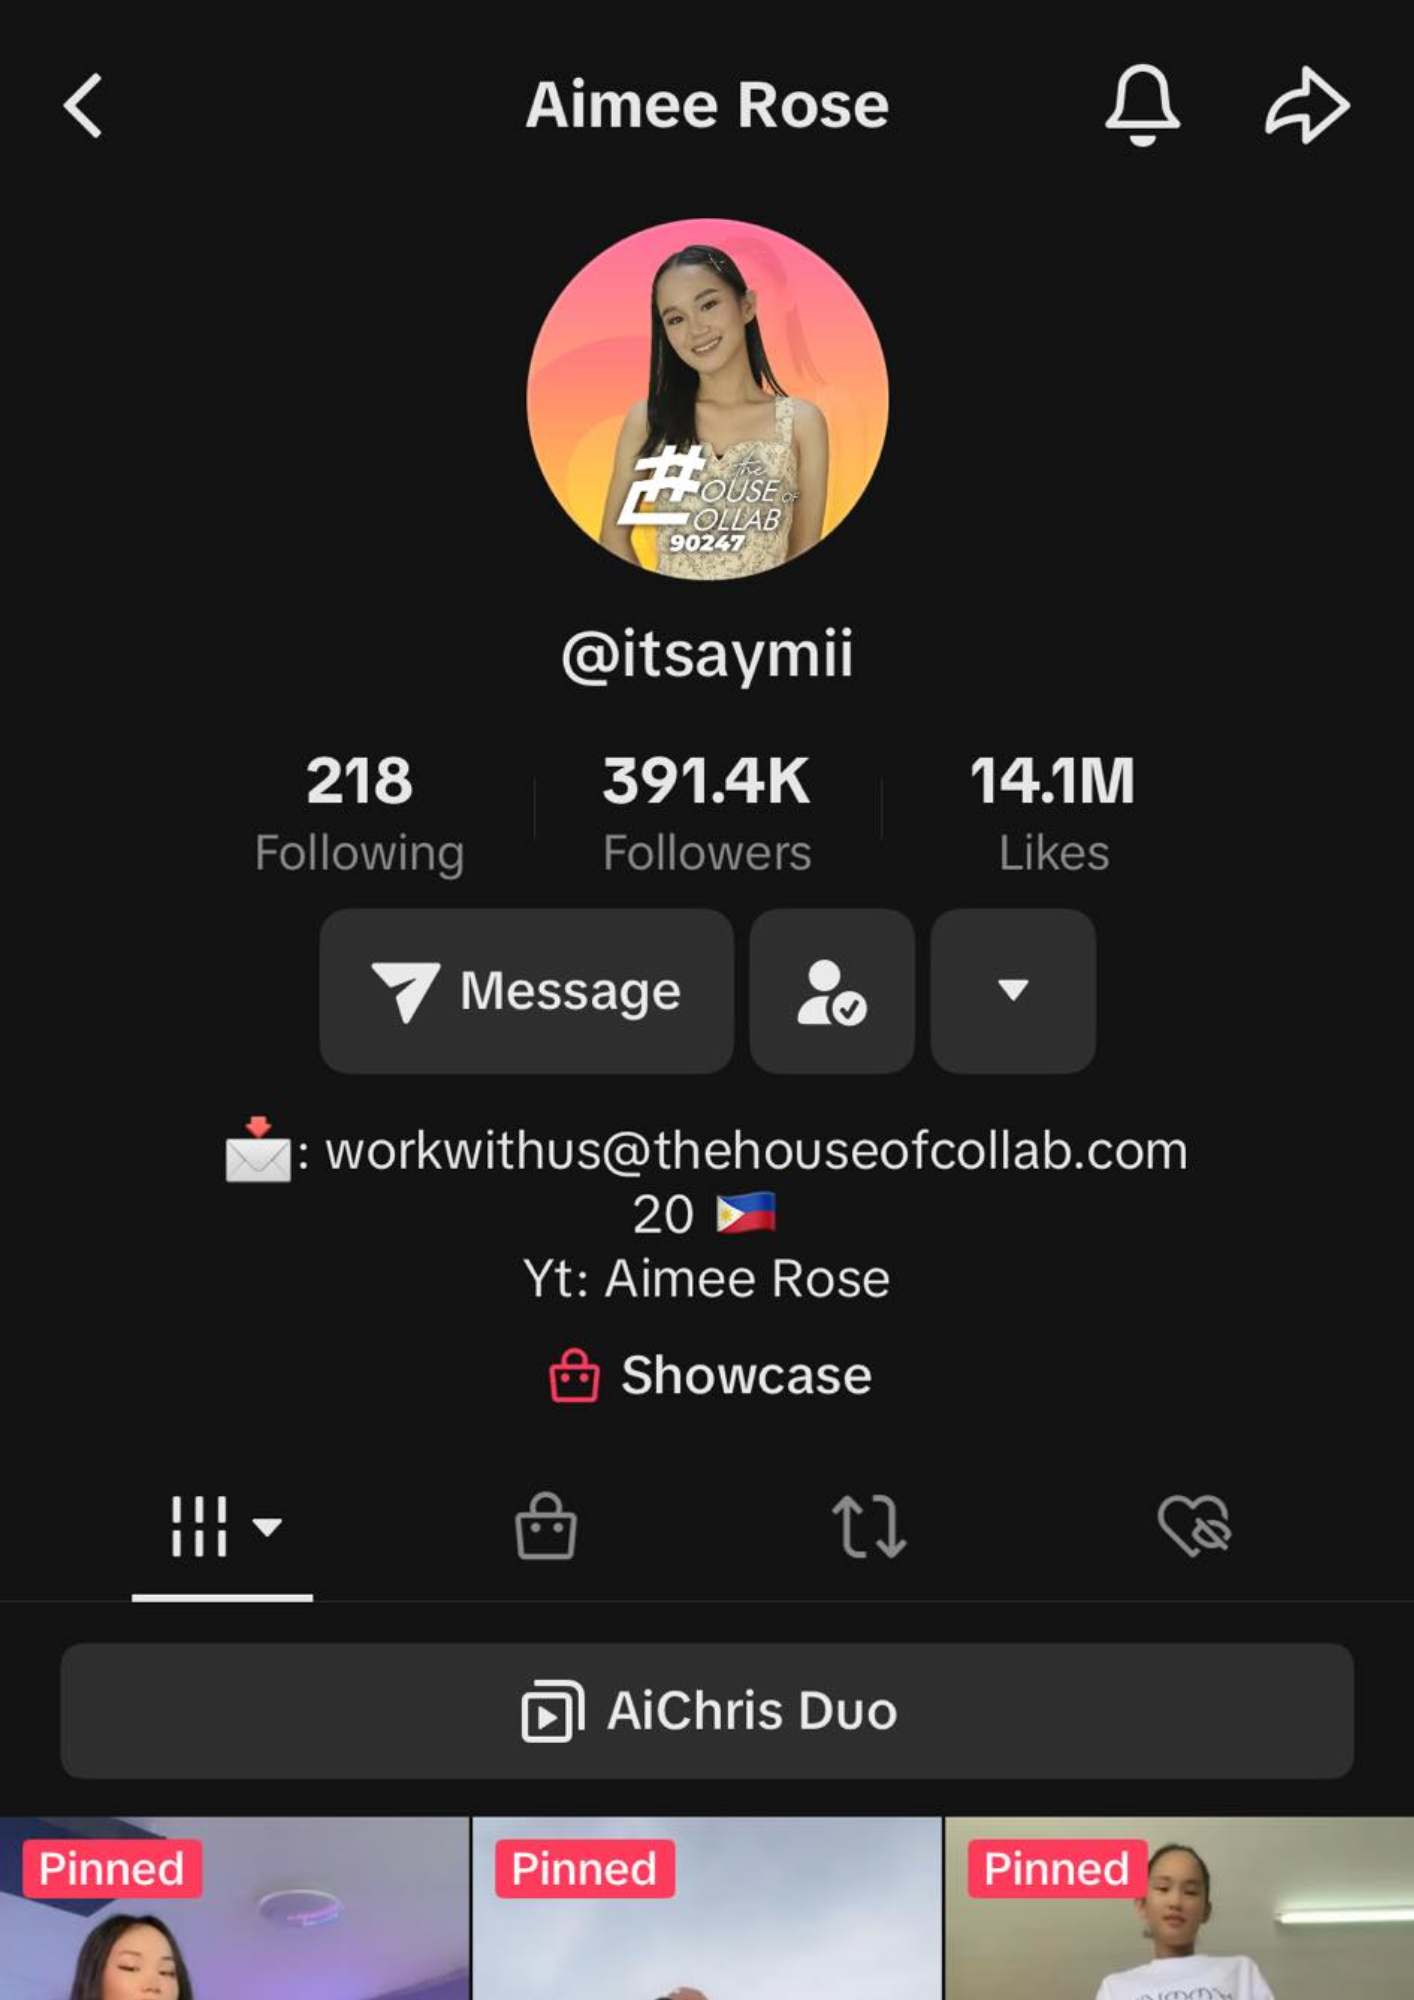 Aimee Rose
the
#OUSE OF
COLLAB
90247
@itsaymii
218 391.4K 14.1M
Following Followers Likes
Message
: workwithus@thehouseofcollab.com
20 🇵🇭
Yt: Aimee Rose
Showcase
AiChris Duo
Pinned Pinned Pinned